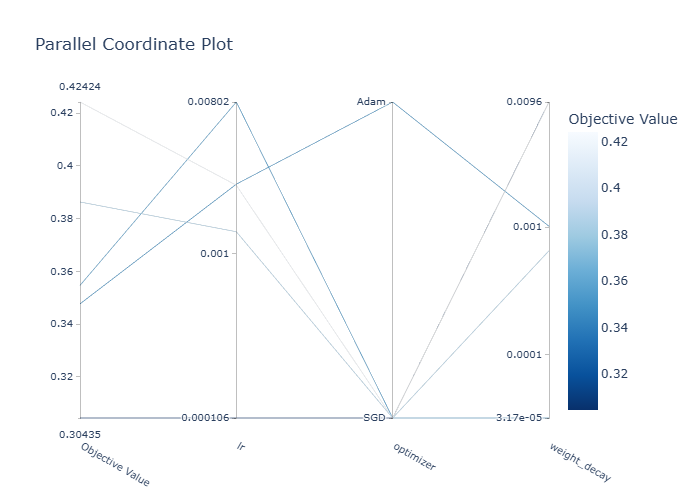 Parallel Coordinate Plot
0.42424
0.42
0.4
0.38
0.36
0.34
0.32
0.30435
Objective Value
0.00802
0.001
0.000106
lr
Adam
SGD
optimizer
0.0096
0.001
0.0001
3.17e-05
weight_decay
Objective Value
0.42
0.4
0.38
0.36
0.34
0.32